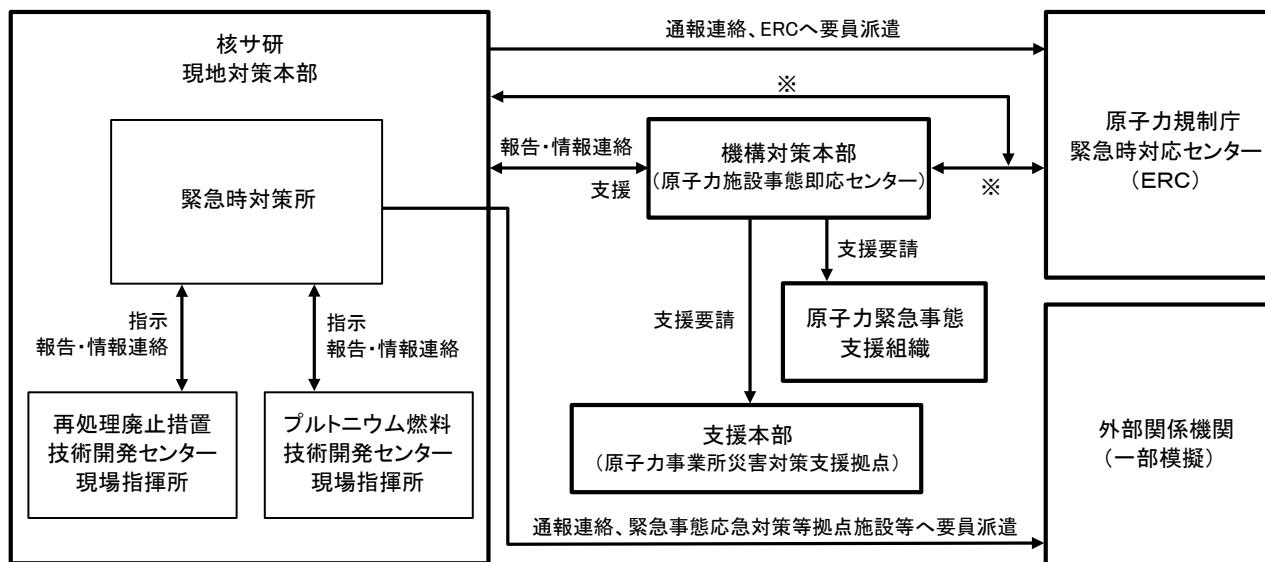 核サ研
現地対策本部
緊急時対策所
指示
報告・情報連絡
指示
報告・情報連絡
再処理廃止措置
技術開発センター
現場指揮所
プルトニウム燃料
技術開発センター
現場指揮所
通報連絡、ERCへ要員派遣
※
報告・情報連絡
支援
機構対策本部
（原子力施設事態即応センター）
※
支援要請
支援要請
原子力緊急事態
支援組織
支援本部
（原子力事業所災害対策支援拠点）
通報連絡、緊急事態応急対策等拠点施設等へ要員派遣
原子力規制庁
緊急時対応センター
（ERC）
外部関係機関
（一部模擬）